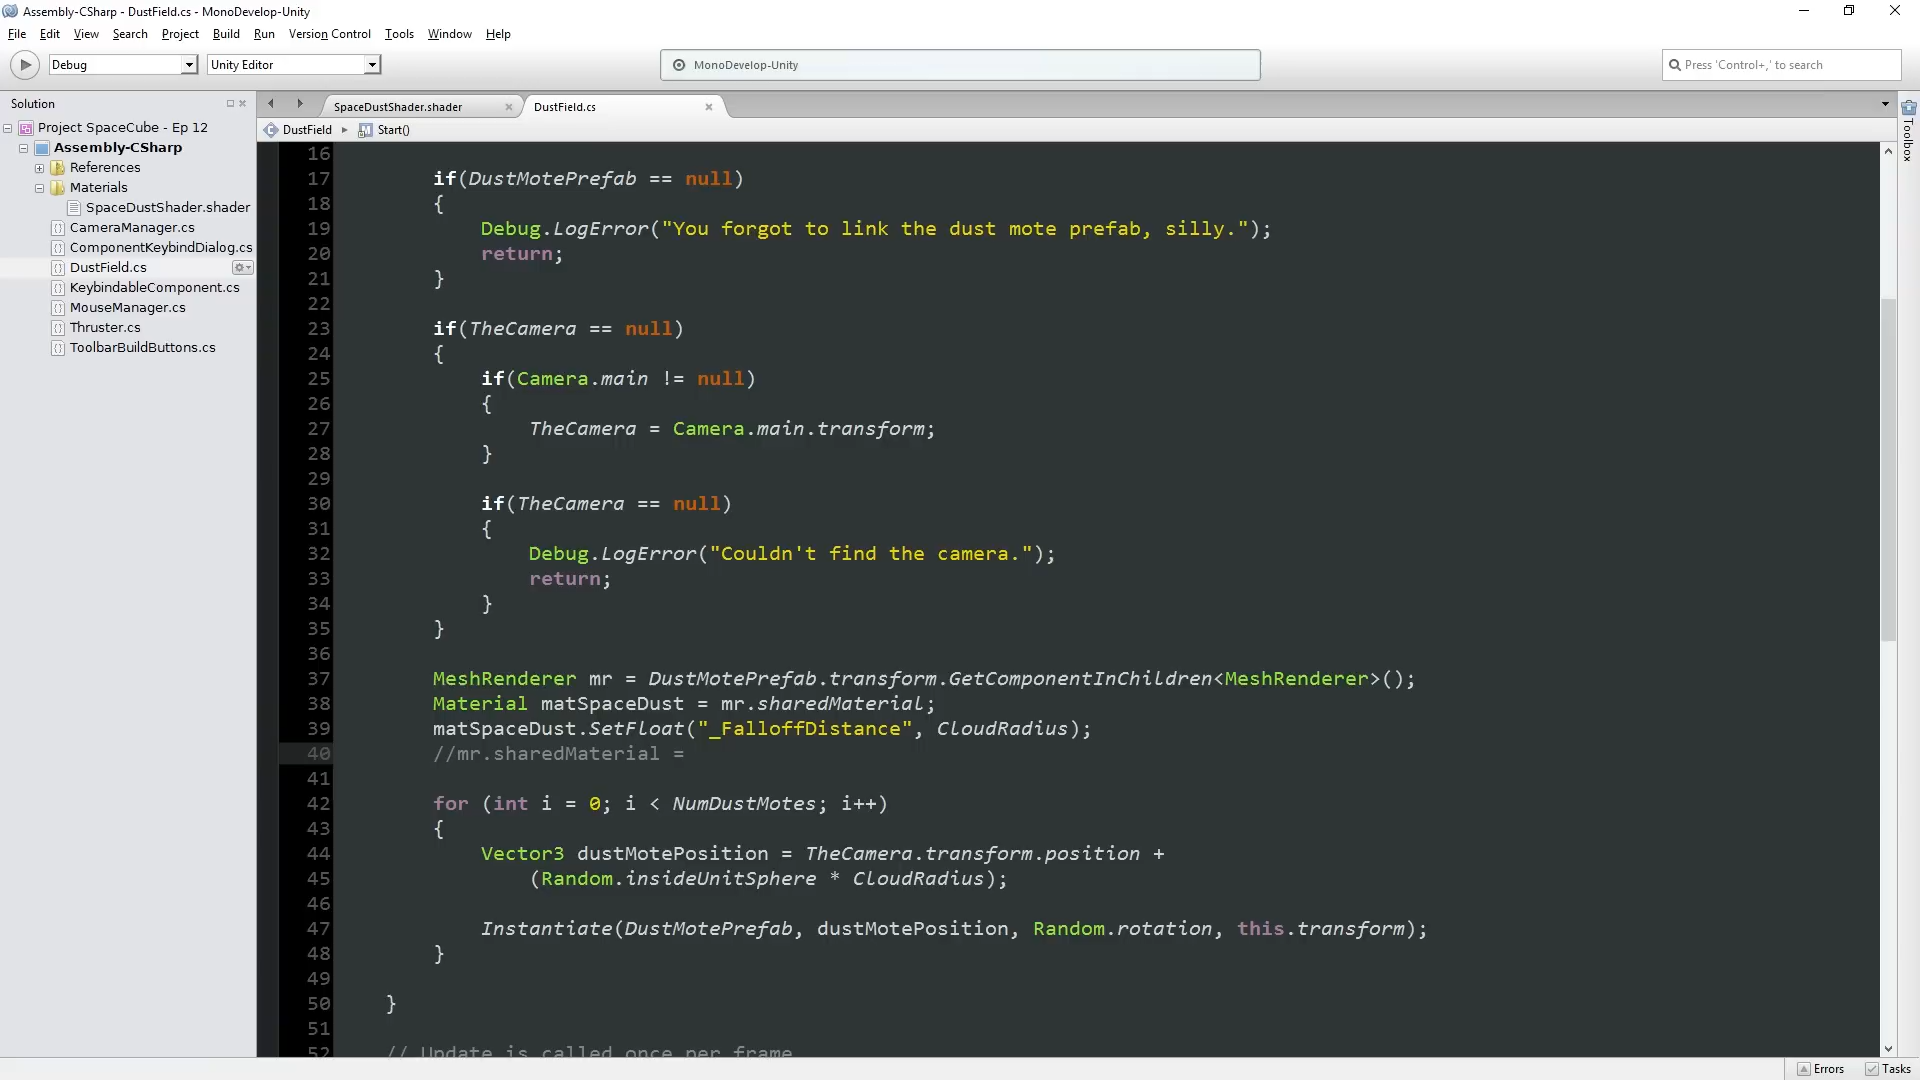 Assembly-CSharp - DustField.cs - MonoDevelop-Unity
File Edit View Search Project Build Run Version Control Tools Window Help
Debug
Unity Editor
MonoDevelop-Unity
Press 'Control+,' to search
Solution
Project SpaceCube - Ep 12
Assembly-CSharp
References
Materials
SpaceDustShader.shader
CameraManager.cs
ComponentKeybindDialog.cs
DustField.cs
KeybindableComponent.cs
MouseManager.cs
Thruster.cs
ToolbarBuildButtons.cs
SpaceDustShader.shader
DustField.cs
DustField
Start()
16
17 if(DustMotePrefab == null)
18 {
19 Debug.LogError("You forgot to link the dust mote prefab, silly.");
20 return;
21 }
22
23 if(TheCamera == null)
24 {
25 if(Camera.main != null)
26 {
27 TheCamera = Camera.main.transform;
28 }
29
30 if(TheCamera == null)
31 {
32 Debug.LogError("Couldn't find the camera.");
33 return;
34 }
35 }
36
37 MeshRenderer mr = DustMotePrefab.transform.GetComponentInChildren<MeshRenderer>();
38 Material matSpaceDust = mr.sharedMaterial;
39 matSpaceDust.SetFloat("_FalloffDistance", CloudRadius);
40 //mr.sharedMaterial =
41
42 for (int i = 0; i < NumDustMotes; i++)
43 {
44 Vector3 dustMotePosition = TheCamera.transform.position +
45 (Random.insideUnitSphere * CloudRadius);
46
47 Instantiate(DustMotePrefab, dustMotePosition, Random.rotation, this.transform);
48 }
49
50 }
51
52 // Update is called once per frame
Toolbox
Errors
Tasks